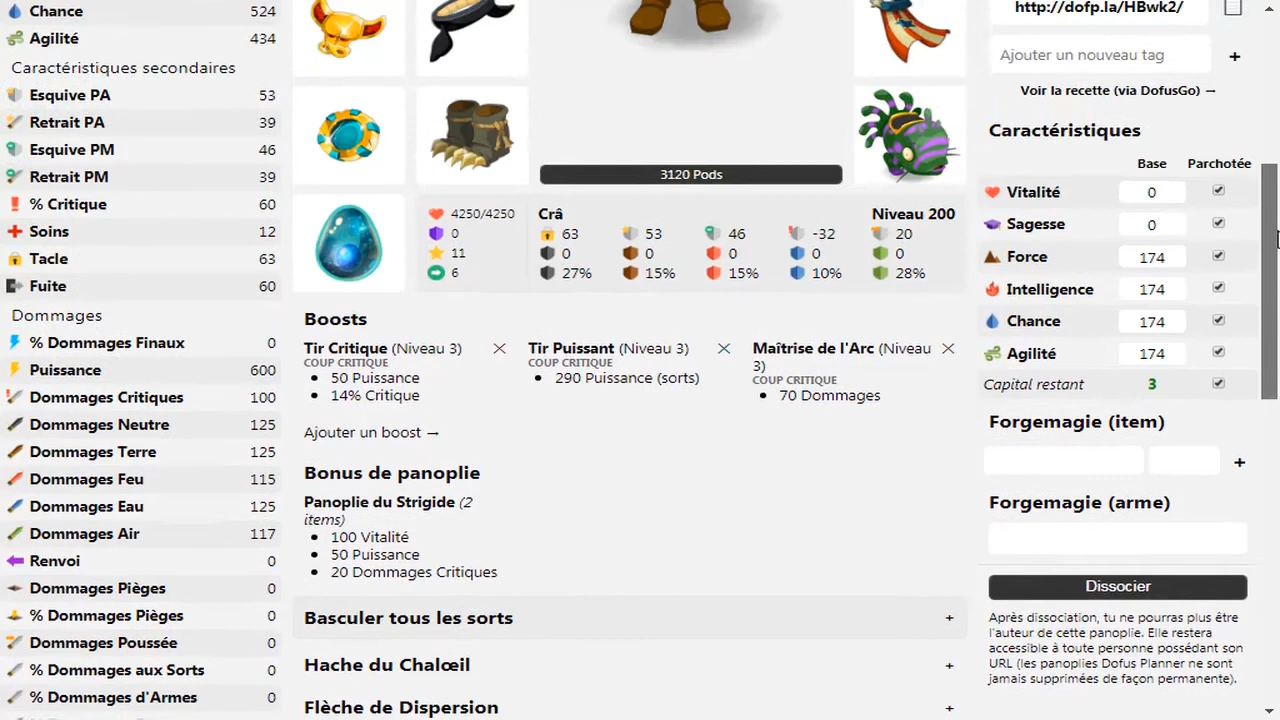 Chance 524
Agilité 434
Caractéristiques secondaires
Esquive PA 53
Retrait PA 39
Esquive PM 46
Retrait PM 39
% Critique 60
Soins 12
Tacle 63
Fuite 60
Dommages
% Dommages Finaux 0
Puissance 600
Dommages Critiques 100
Dommages Neutre 125
Dommages Terre 125
Dommages Feu 115
Dommages Eau 125
Dommages Air 117
Renvoi 0
Dommages Pièges 0
% Dommages Pièges 0
Dommages Poussée 0
% Dommages aux Sorts 0
% Dommages d'Armes 0
3120 Pods
4250/4250
0
11
6
Crâ Niveau 200
63 53 46 -32 20
0 0 0 0 0
27% 15% 15% 10% 28%
Boosts
Tir Critique (Niveau 3)
COUP CRITIQUE
50 Puissance
14% Critique
Tir Puissant (Niveau 3)
COUP CRITIQUE
290 Puissance (sorts)
Maîtrise de l'Arc (Niveau
3)
COUP CRITIQUE
70 Dommages
Ajouter un boost →
Bonus de panoplie
Panoplie du Strigide (2
items)
100 Vitalité
50 Puissance
20 Dommages Critiques
Basculer tous les sorts +
Hache du Chalœil +
Flèche de Dispersion +
http://dofp.la/HBwk2/
Ajouter un nouveau tag +
Voir la recette (via DofusGo) →
Caractéristiques
Base Parchotée
Vitalité 0
Sagesse 0
Force 174
Intelligence 174
Chance 174
Agilité 174
Capital restant 3
Forgemagie (item)
+
Forgemagie (arme)
Dissocier
Après dissociation, tu ne pourras plus être
l'auteur de cette panoplie. Elle restera
accessible à toute personne possédant son
URL (les panoplies Dofus Planner ne sont
jamais supprimées de façon permanente).